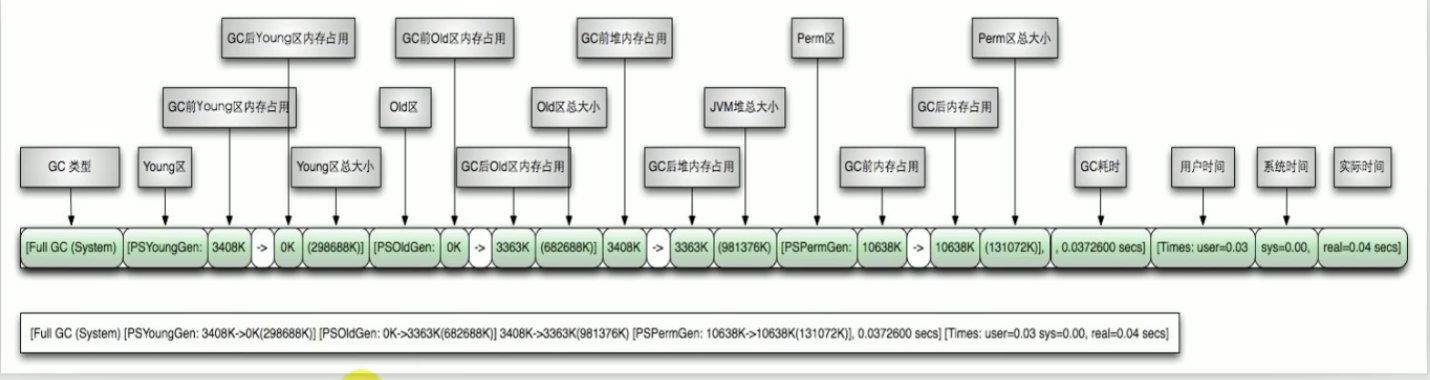 GC后Young区内存占用 GC前Old区内存占用 GC前堆内存占用 Perm区 Perm区总大小
GC前Young区内存占用 Old区 Old区总大小 JVM堆总大小 GC后内存占用
GC 类型 Young区 Young区总大小 GC后Old区内存占用 GC后堆内存占用 GC前内存占用 GC耗时 用户时间 系统时间 实际时间
[Full GC (System) [PSYoungGen: 3408K -> 0K (298688K)] [PSOldGen: 0K -> 3363K (682688K)] 3408K -> 3363K (981376K) [PSPermGen: 10638K -> 10638K (131072K)], , 0.0372600 secs] [Times: user=0.03 sys=0.00, real=0.04 secs]
[Full GC (System) [PSYoungGen: 3408K->0K(298688K)] [PSOldGen: 0K->3363K(682688K)] 3408K->3363K(981376K) [PSPermGen: 10638K->10638K(131072K)], 0.0372600 secs] [Times: user=0.03 sys=0.00, real=0.04 secs]